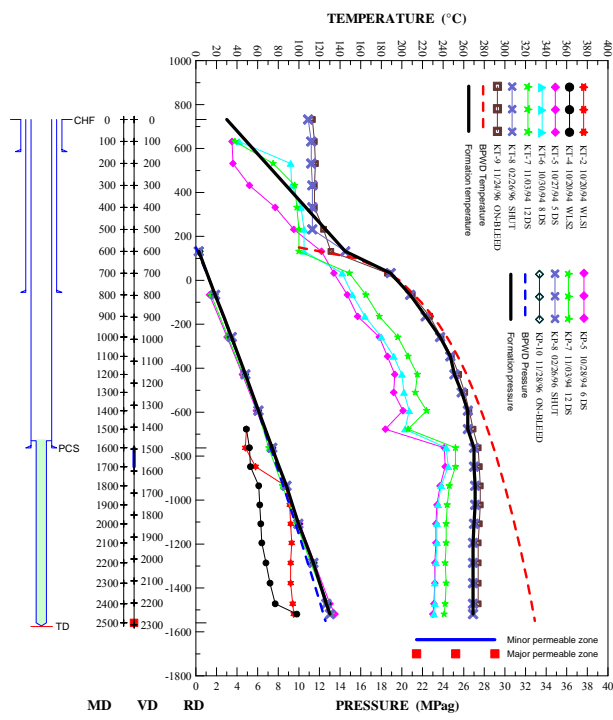 TEMPERATURE (°C)
0 20 40 60 80 100 120 140 160 180 200 220 240 260 280 300 320 340 360 380 400
1000
800
600
400
200
0
-200
-400
-600
-800
-1000
-1200
-1400
-1600
-1800
CHF
PCS
TD
0
100
200
300
400
500
600
700
800
900
1000
1100
1200
1300
1400
1500
1600
1700
1800
1900
2000
2100
2200
2300
2400
2500
0
100
200
300
400
500
600
700
800
900
1000
1100
1200
1300
1400
1500
1600
1700
1800
1900
2000
2100
2200
2300
KT-2 10/20/94 WLS1
KT-4 10/20/94 WLS2
KT-5 10/27/94 5 DS
KT-6 10/30/94 8 DS
KT-7 11/03/94 12 DS
KT-8 02/26/96 SHUT
KT-9 11/24/96 ON-BLEED
BPWD Temperature
Formation temperature
KP-5 10/28/94 6 DS
KP-7 11/03/94 12 DS
KP-8 02/26/96 SHUT
KP-10 11/28/96 ON-BLEED
BPWD Pressure
Formation pressure
Minor permeable zone
Major permeable zone
0 2 4 6 8 10 12 14 16 18 20 22 24 26 28 30 32 34 36 38 40
MD VD RD PRESSURE (MPag)